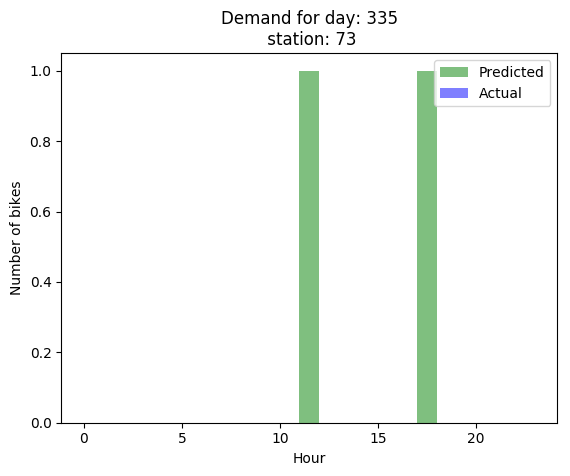 Demand for day: 335
station: 73
Predicted
Actual
Number of bikes
1.0
0.8
0.6
0.4
0.2
0.0
0
5
10
15
20
Hour